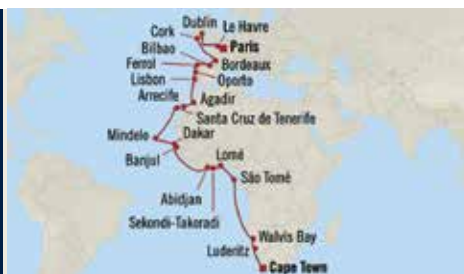 Dublin
Cork
Le Havre
Paris
Bilbao
Bordeaux
Ferrol
Oporto
Lisbon
Arrecife
Agadir
Santa Cruz de Tenerife
Mindelo
Dakar
Banjul
Lomé
São Tomé
Abidjan
Sekondi-Takoradi
Walvis Bay
Luderitz
Cape Town